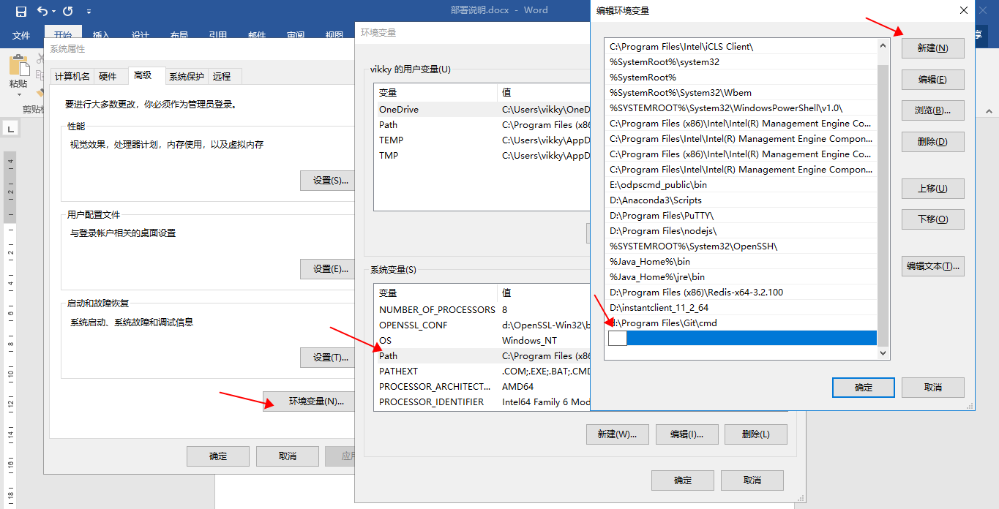 部署说明.docx - Word
文件
开始
插入
设计
布局
引用
邮件
审阅
视图
享
粘贴
系统属性
计算机名
硬件
高级
系统保护
远程
要进行大多数更改，你必须作为管理员登录。
性能
视觉效果，处理器计划，内存使用，以及虚拟内存
设置(S)...
用户配置文件
与登录帐户相关的桌面设置
设置(E)...
启动和故障恢复
系统启动、系统故障和调试信息
设置(T)...
环境变量(N)...
确定
取消
环境变量
vikky 的用户变量(U)
变量 值
OneDrive C:\Users\vikky\OneD
Path C:\Program Files (x86
TEMP C:\Users\vikky\AppD
TMP C:\Users\vikky\AppD
系统变量(S)
变量 值
NUMBER_OF_PROCESSORS 8
OPENSSL_CONF d:\OpenSSL-Win32\b
OS Windows_NT
Path C:\Program Files (x86
PATHEXT .COM;.EXE;.BAT;.CMD
PROCESSOR_ARCHITECT... AMD64
PROCESSOR_IDENTIFIER Intel64 Family 6 Mod
新建(W)...
编辑(I)...
删除(L)
确定
取消
编辑环境变量
C:\Program Files\Intel\iCLS Client\
%SystemRoot%\system32
%SystemRoot%
%SystemRoot%\System32\Wbem
%SYSTEMROOT%\System32\WindowsPowerShell\v1.0\
C:\Program Files (x86)\Intel\Intel(R) Management Engine Co...
C:\Program Files\Intel\Intel(R) Management Engine Compon...
C:\Program Files (x86)\Intel\Intel(R) Management Engine Co...
C:\Program Files\Intel\Intel(R) Management Engine Compon...
E:\odpscmd_public\bin
D:\Anaconda3\Scripts
D:\Program Files\PuTTY\
D:\Program Files\nodejs\
%SYSTEMROOT%\System32\OpenSSH\
%Java_Home%\bin
%Java_Home%\jre\bin
D:\Program Files (x86)\Redis-x64-3.2.100
D:\instantclient_11_2_64
:\Program Files\Git\cmd
新建(N)
编辑(E)
浏览(B)...
删除(D)
上移(U)
下移(O)
编辑文本(T)...
确定
取消